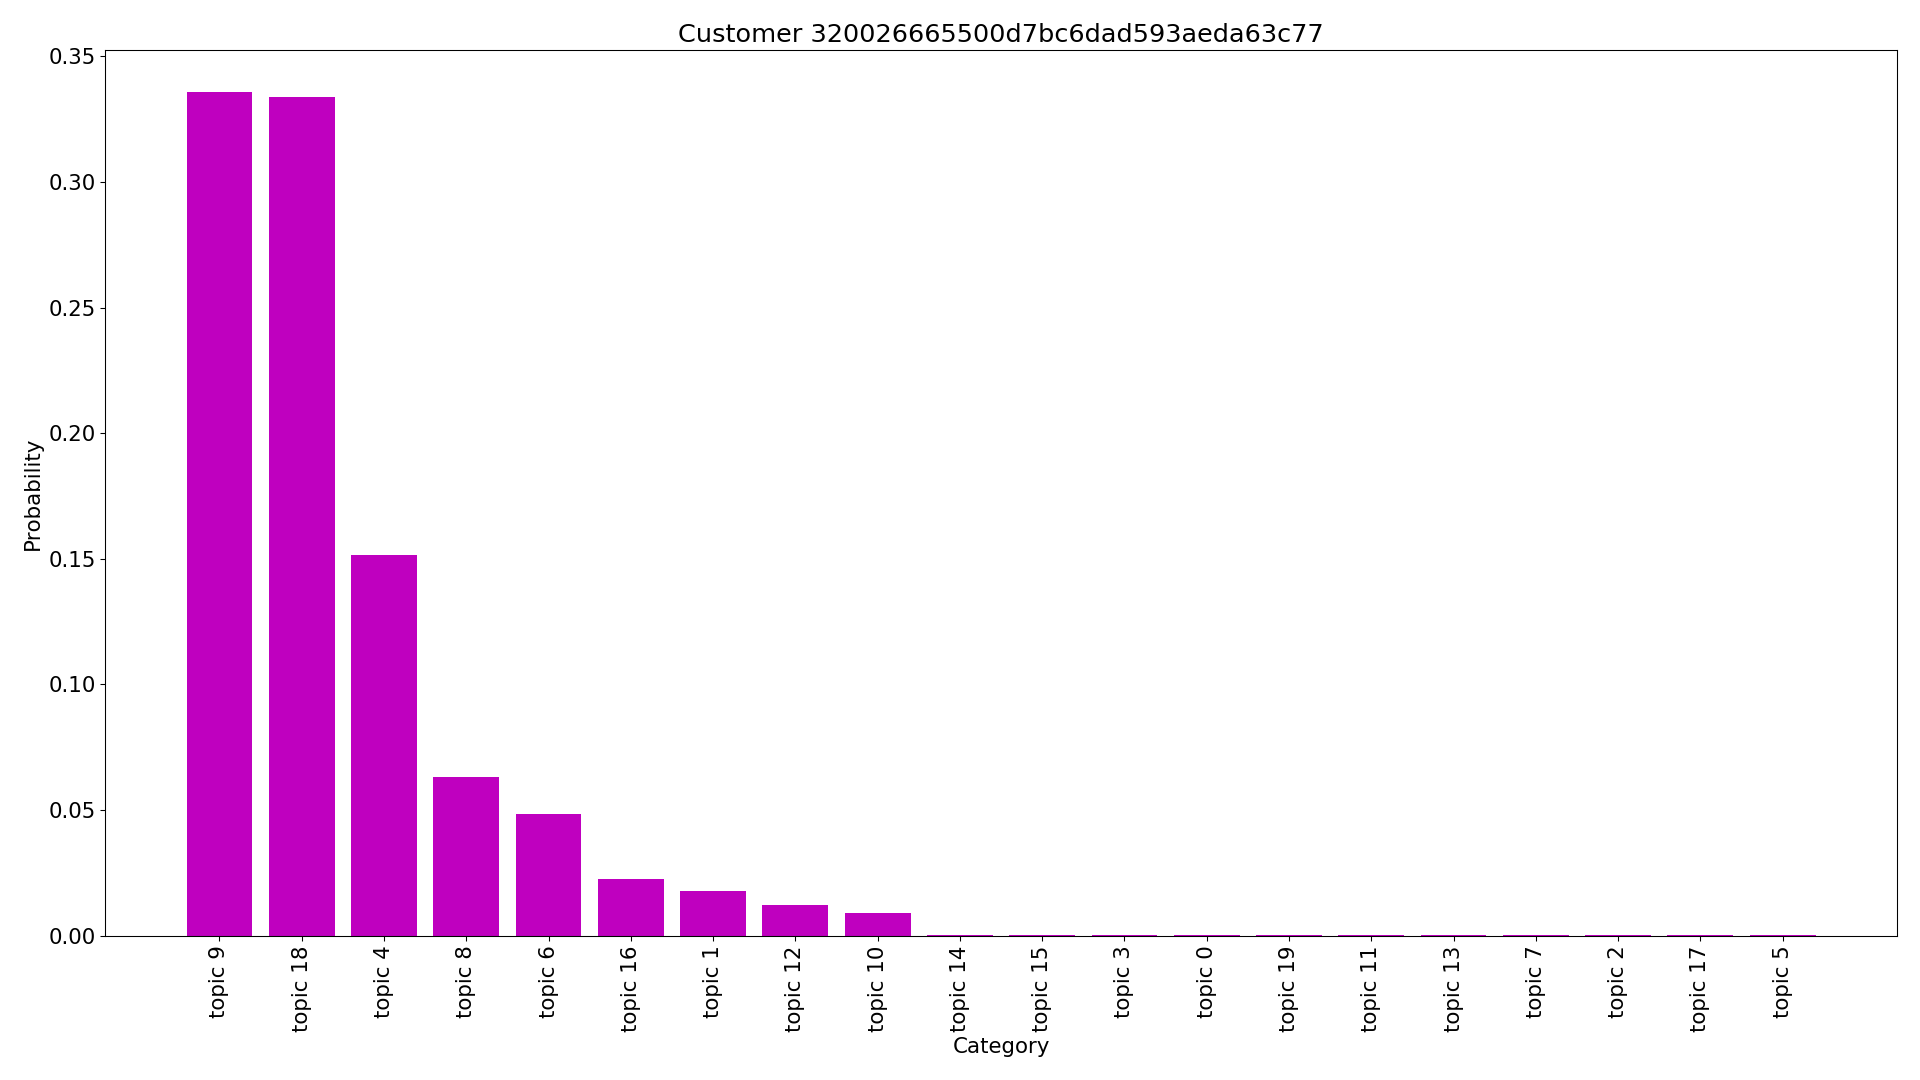 Customer 320026665500d7bc6dad593aeda63c77
0.35
0.30
0.25
0.20
0.15
0.10
0.05
0.00
Probability
topic 9
topic 18
topic 4
topic 8
topic 6
topic 16
topic 1
topic 12
topic 10
topic 14
topic 15
topic 3
topic 0
topic 19
topic 11
topic 13
topic 7
topic 2
topic 17
topic 5
Category